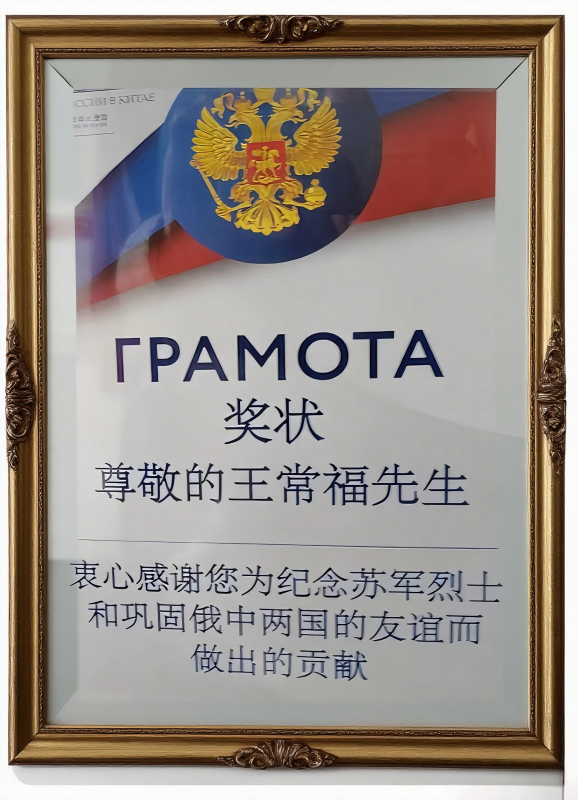 ССИИ В КИТАЕ
ГРАМОТА
奖状
尊敬的王常福先生
衷心感谢您为纪念苏军烈士
和巩固俄中两国的友谊而
做出的贡献